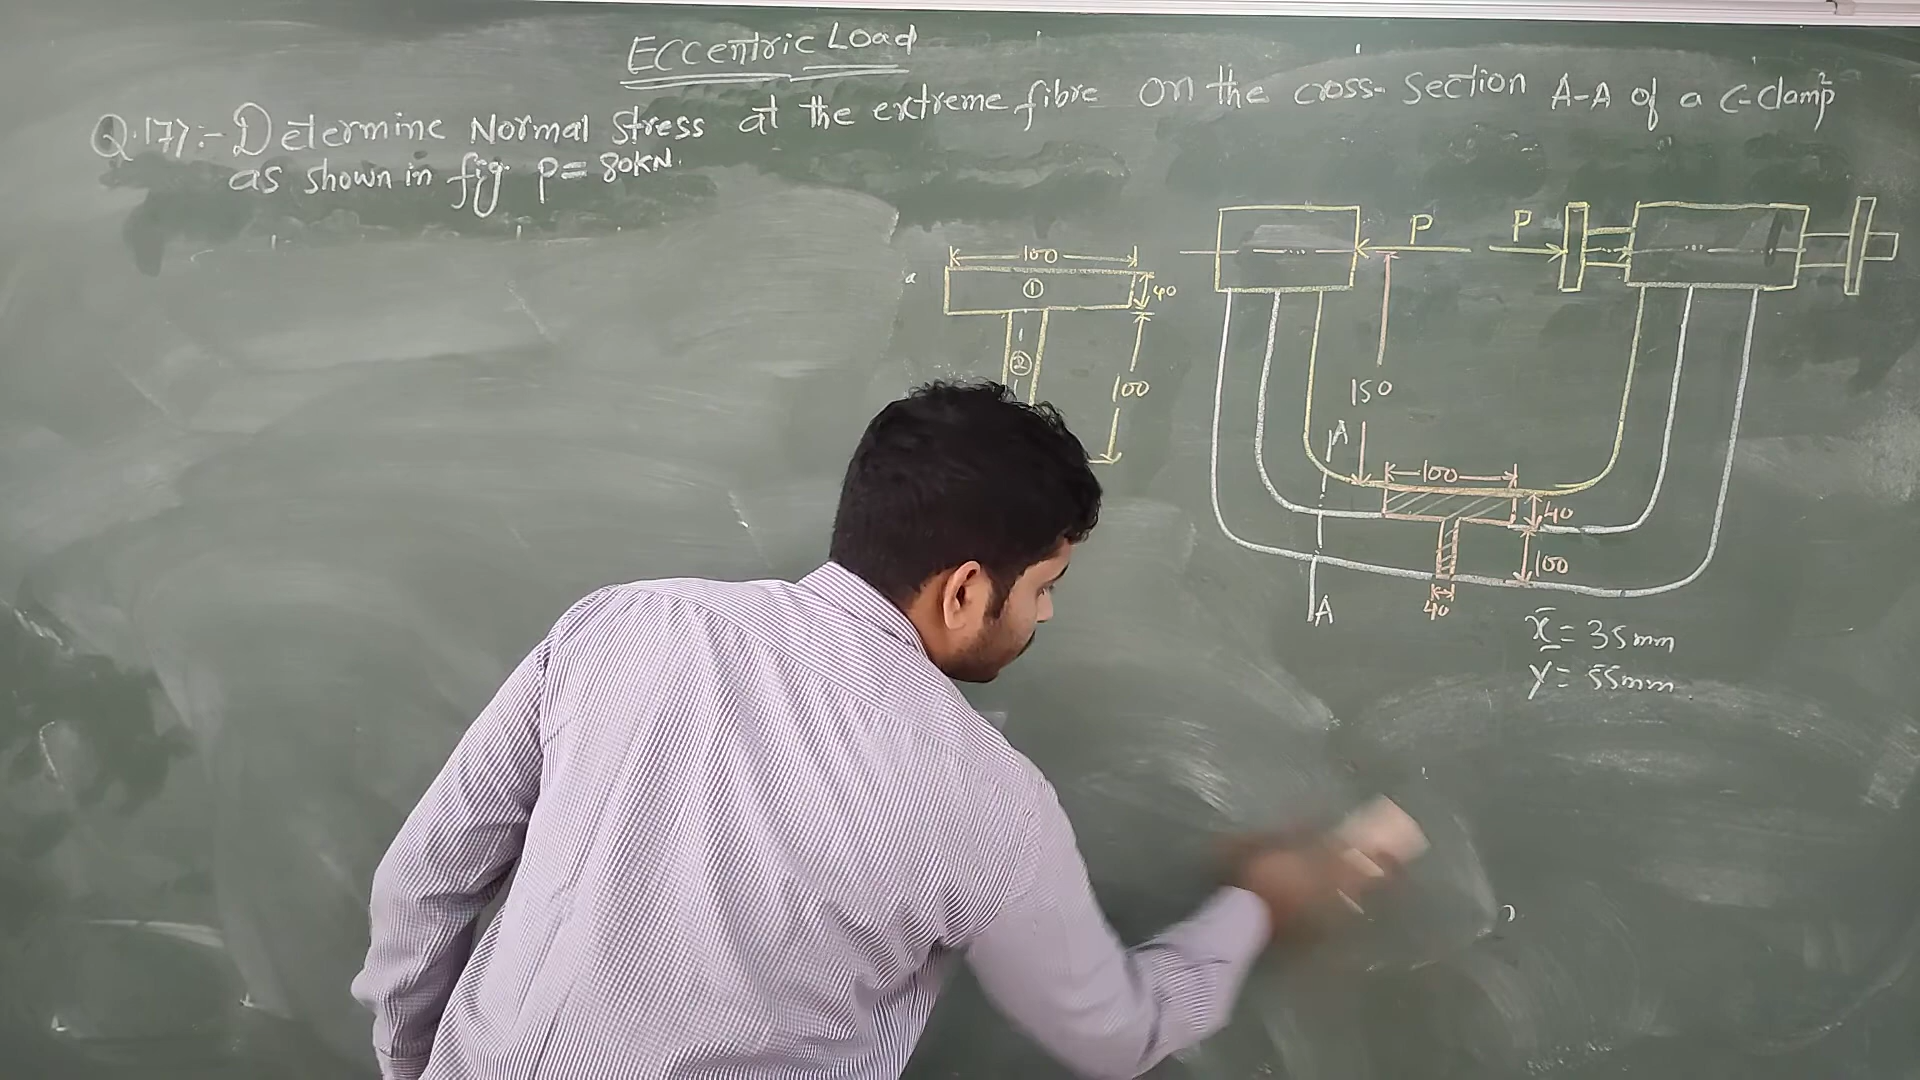 Eccentric Load
Q.17):- Determine Normal Stress at the extreme fibre on the cross-section A-A of a C-clamp
as shown in fig P= 80KN.
100
①
40
②
100
P
P
150
A
100
40
100
A
40
x̄ = 35mm
y = 55mm